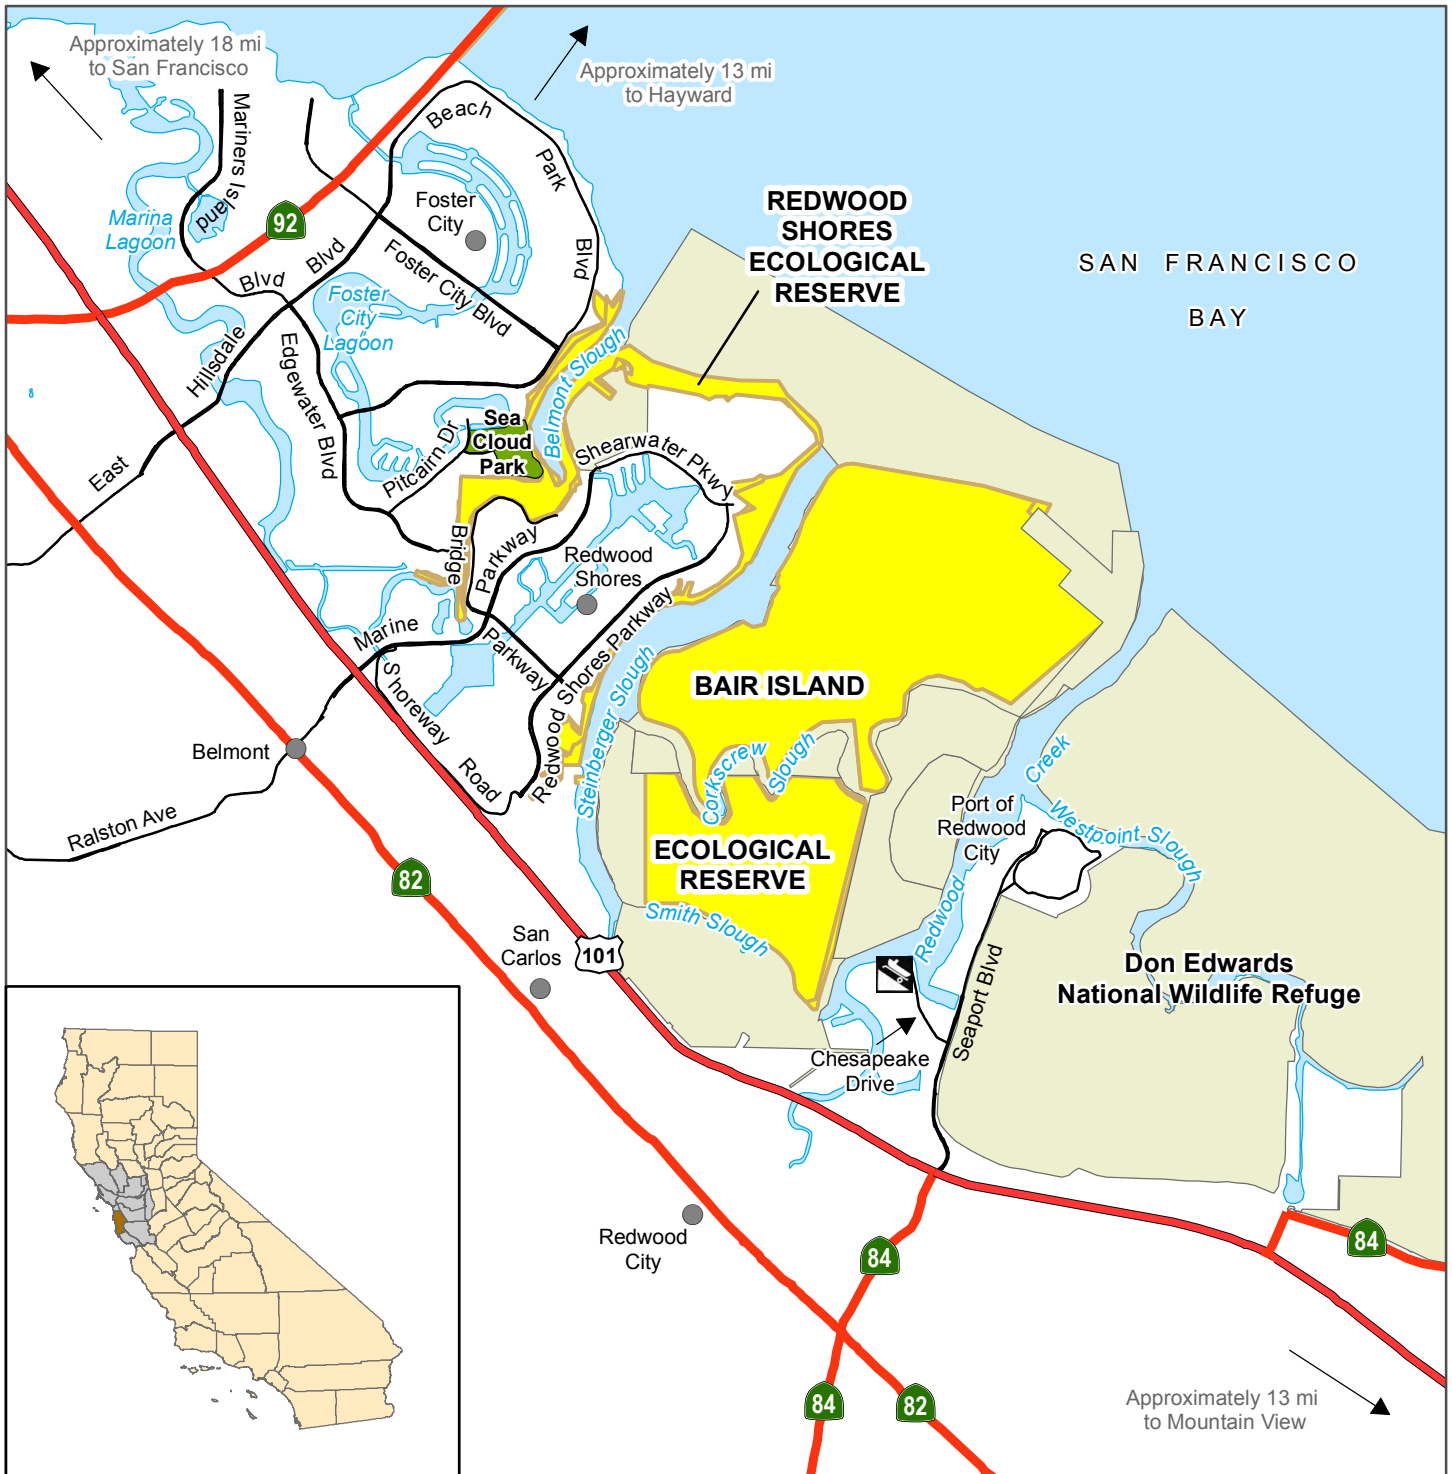 Approximately 18 mi
to San Francisco
Approximately 13 mi
to Hayward
Mariners Island
Blvd
Beach
Park
Blvd
Marina
Lagoon
92
Foster
City
Foster City Blvd
Hillsdale
Blvd
East
Foster
City
Lagoon
Edgewater Blvd
REDWOOD
SHORES
ECOLOGICAL
RESERVE
SAN FRANCISCO
BAY
Belmont Slough
Sea
Cloud
Park
Pitcairn Dr
Shearwater Pkwy
Bridge
Parkway
Redwood
Shores
Marine
Parkway
Shoreway
Road
Redwood Shores Parkway
Steinberger Slough
BAIR ISLAND
Corkscrew
Slough
ECOLOGICAL
RESERVE
Smith Slough
Belmont
Ralston Ave
82
San
Carlos
101
Port of
Redwood
City
Redwood
Creek
Westpoint Slough
Seaport Blvd
Don Edwards
National Wildlife Refuge
Chesapeake
Drive
Redwood
City
84
84
84
82
Approximately 13 mi
to Mountain View